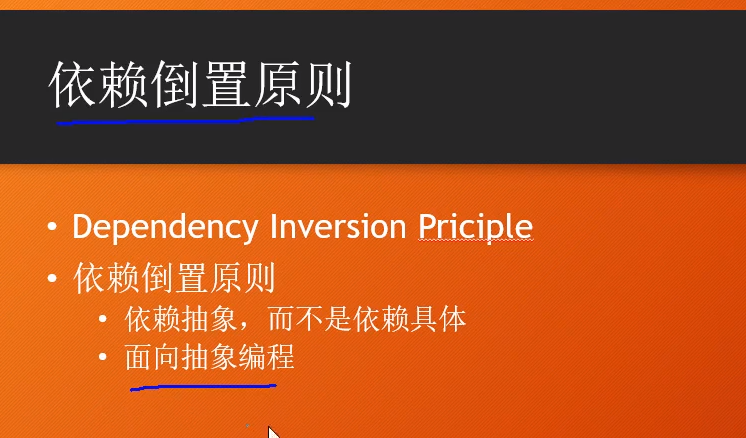 依赖倒置原则
• Dependency Inversion Priciple
• 依赖倒置原则
• 依赖抽象，而不是依赖具体
• 面向抽象编程